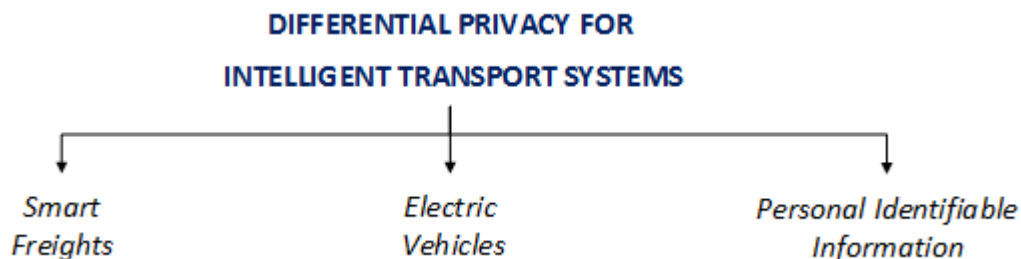 DIFFERENTIAL PRIVACY FOR
INTELLIGENT TRANSPORT SYSTEMS
Smart
Freights
Electric
Vehicles
Personal Identifiable
Information